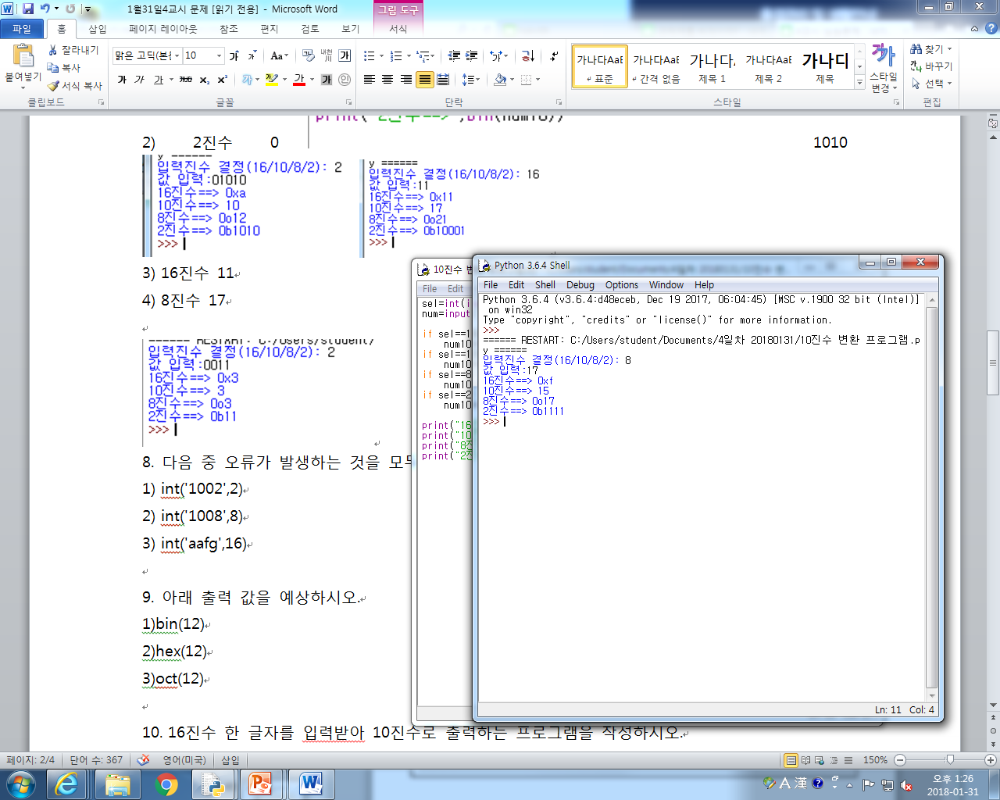 1월31일4교시 문제 [읽기 전용] - Microsoft Word
그림 도구
파일 홈 삽입 페이지 레이아웃 참조 편지 검토 보기 서식
붙여넣기
잘라내기
복사
서식 복사
클립보드
맑은 고딕(본문 10
글꼴
단락
가나다AaB
표준
가나다AaE
간격 없음
가나다,
제목 1
가나다AaE
제목 2
가나디
제목
스타일 변경
스타일
찾기
바꾸기
선택
편집
print("2진수==>",bin(num10))
2) 2진수 0 1010
y ======
입력진수 결정(16/10/8/2): 2
값 입력:01010
16진수==> 0xa
10진수==> 10
8진수==> 0o12
2진수==> 0b1010
>>>
y ======
입력진수 결정(16/10/8/2): 16
값 입력:11
16진수==> 0x11
10진수==> 17
8진수==> 0o21
2진수==> 0b10001
>>>
3) 16진수 11
4) 8진수 17
====== RESTART: C:/Users/student/
입력진수 결정(16/10/8/2): 2
값 입력:0011
16진수==> 0x3
10진수==> 3
8진수==> 0o3
2진수==> 0b11
>>>
8. 다음 중 오류가 발생하는 것을 모두
1) int('1002',2)
2) int('1008',8)
3) int('aafg',16)
9. 아래 출력 값을 예상하시오.
1)bin(12)
2)hex(12)
3)oct(12)
10. 16진수 한 글자를 입력받아 10진수로 출력하는 프로그램을 작성하시오.
10진수 변
File Edit
sel=int(i
num=input
if sel==1
num10
if sel==1
num10
if sel==8
num10
if sel==2
num10
print("16
print("10
print("8진
print("2진
Python 3.6.4 Shell
File Edit Shell Debug Options Window Help
Python 3.6.4 (v3.6.4:d48eceb, Dec 19 2017, 06:04:45) [MSC v.1900 32 bit (Intel)]
on win32
Type "copyright", "credits" or "license()" for more information.
>>>
====== RESTART: C:/Users/student/Documents/4일차 20180131/10진수 변환 프로그램.p
y ======
입력진수 결정(16/10/8/2): 8
값 입력:17
16진수==> 0xf
10진수==> 15
8진수==> 0o17
2진수==> 0b1111
>>>
Ln: 11 Col: 4
페이지: 2/4 단어 수: 367 영어(미국) 삽입 150%
A 漢
오후 1:26
2018-01-31